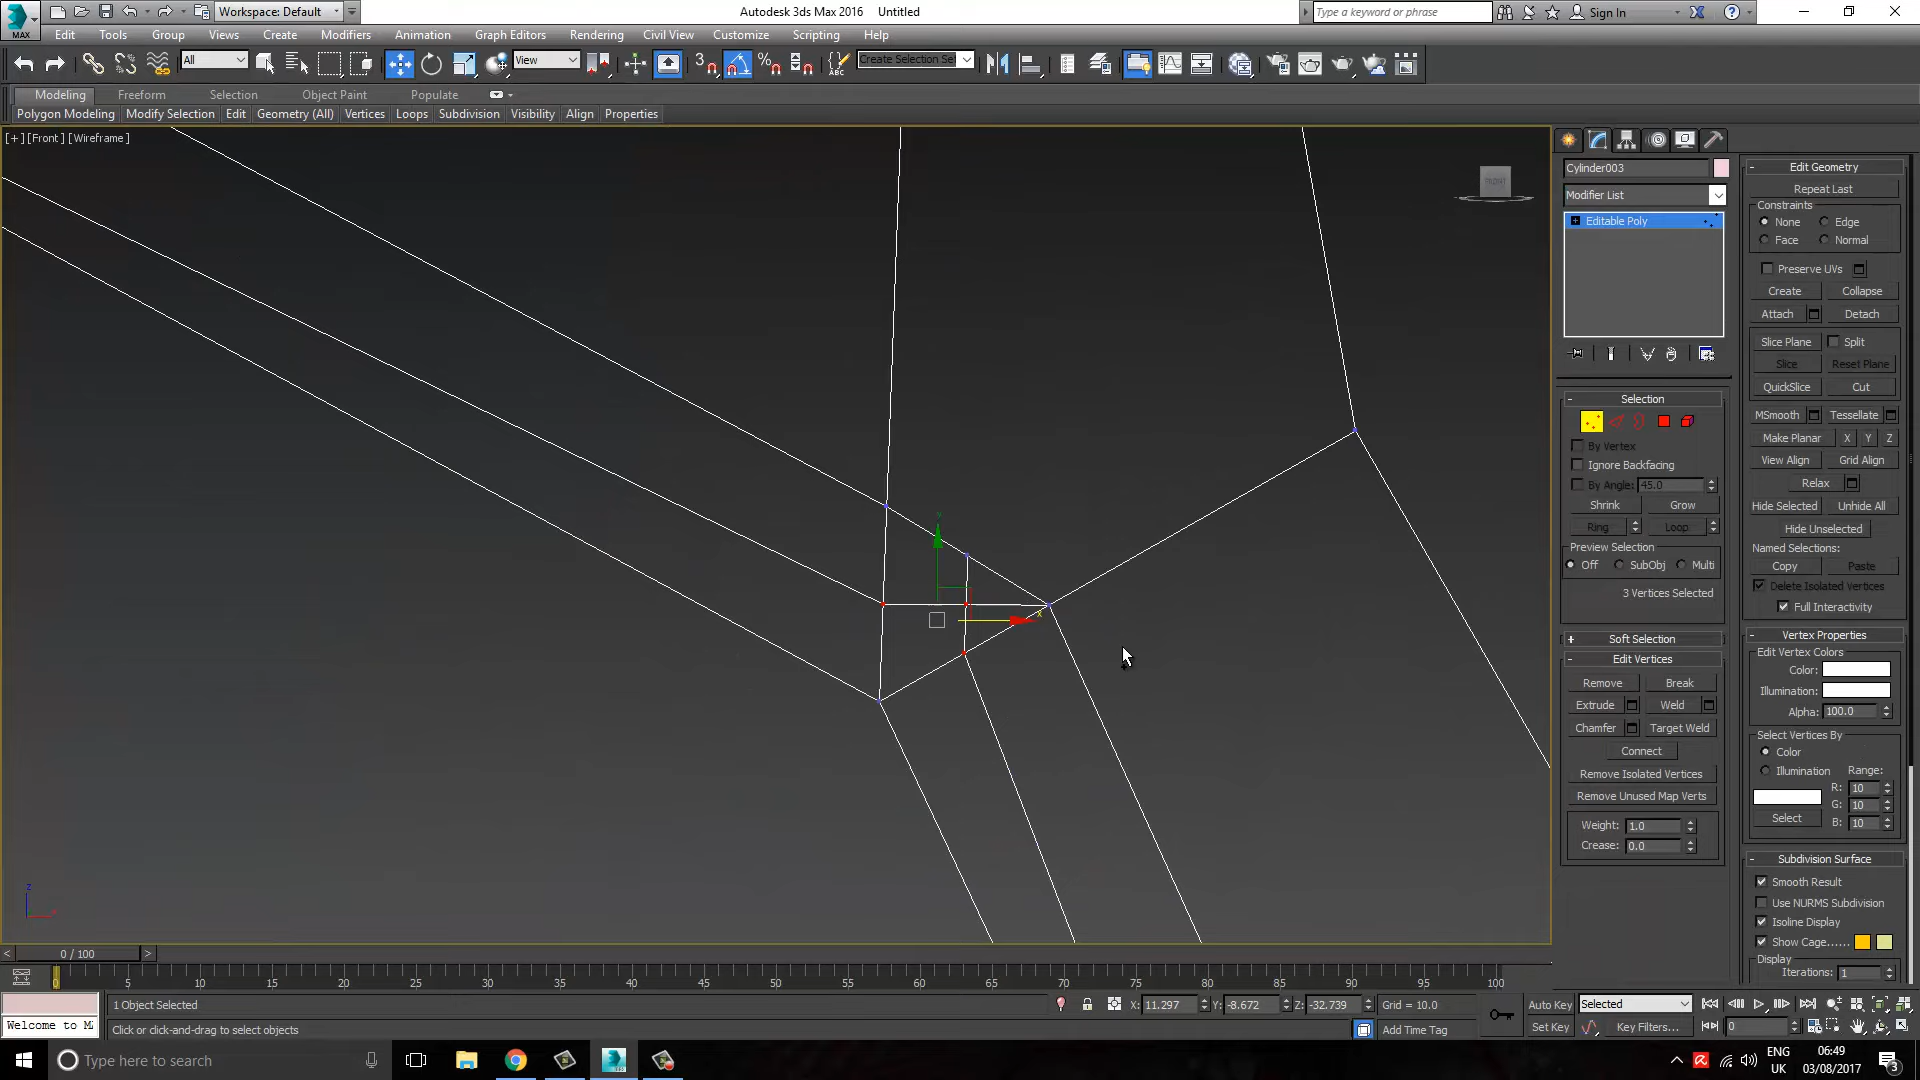 MAX
Workspace: Default
Autodesk 3ds Max 2016 Untitled
Type a keyword or phrase
Sign In
Edit Tools Group Views Create Modifiers Animation Graph Editors Rendering Civil View Customize Scripting Help
All View 3 Create Selection Set
Modeling Freeform Selection Object Paint Populate
Polygon Modeling Modify Selection Edit Geometry (All) Vertices Loops Subdivision Visibility Align Properties
[+] [Front ] [Wireframe ]
FRONT
Cylinder003
Modifier List
Editable Poly
Selection
By Vertex
Ignore Backfacing
By Angle: 45.0
Shrink Grow
Ring Loop
Preview Selection
Off SubObj Multi
3 Vertices Selected
Soft Selection
Edit Vertices
Remove Break
Extrude Weld
Chamfer Target Weld
Connect
Remove Isolated Vertices
Remove Unused Map Verts
Weight: 1.0
Crease: 0.0
Edit Geometry
Repeat Last
Constraints
None Edge
Face Normal
Preserve UVs
Create Collapse
Attach Detach
Slice Plane Split
Slice Reset Plane
QuickSlice Cut
MSmooth Tessellate
Make Planar X Y Z
View Align Grid Align
Relax
Hide Selected Unhide All
Hide Unselected
Named Selections:
Copy Paste
Delete Isolated Vertices
Full Interactivity
Vertex Properties
Edit Vertex Colors
Color:
Illumination:
Alpha: 100.0
Select Vertices By
Color
Illumination Range:
R: 10
G: 10
Select B: 10
Subdivision Surface
Smooth Result
Use NURMS Subdivision
Isoline Display
Show Cage......
Display
Iterations: 1
y
x
z
0 / 100
0 5 10 15 20 25 30 35 40 45 50 55 60 65 70 75 80 85 90 95 100
1 Object Selected
X: 11.297 Y: -8.672 Z: -32.739 Grid = 10.0
Auto Key Selected
Welcome to M
Click or click-and-drag to select objects
Add Time Tag
Set Key Key Filters... 0
Type here to search
ENG
UK
06:49
03/08/2017
3